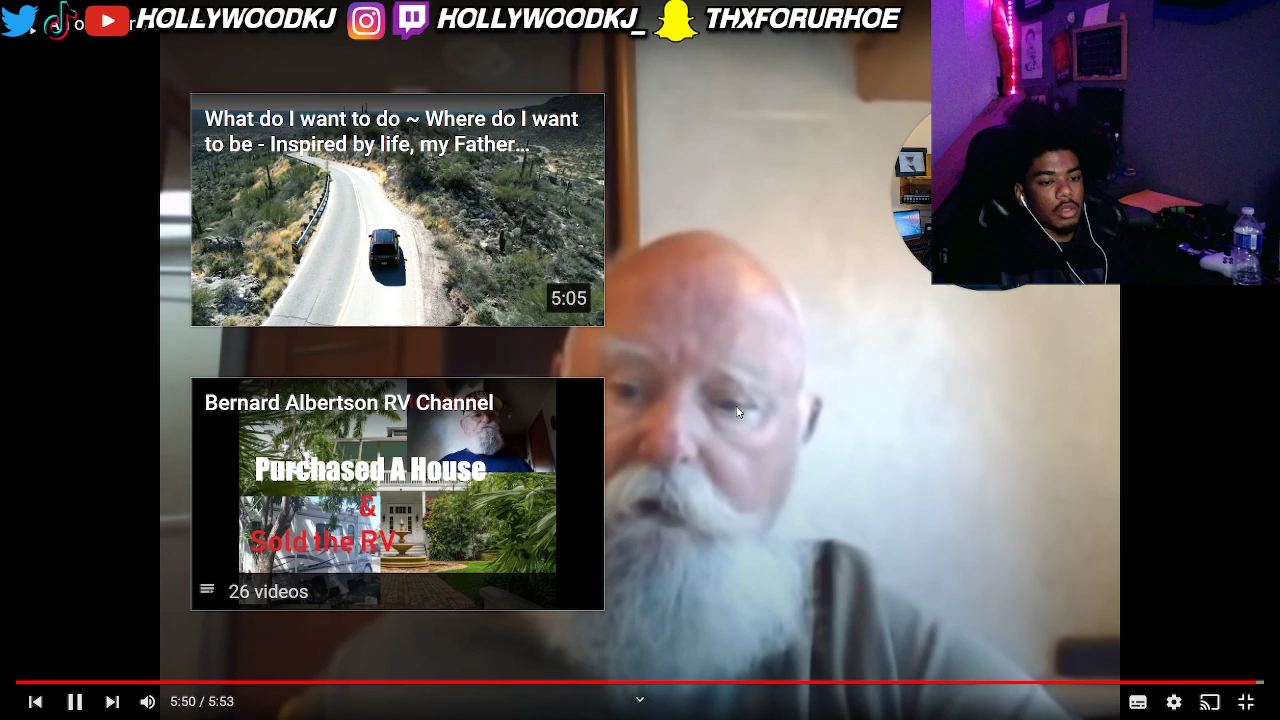 HOLLYWOODKJ
HOLLYWOODKJ_
THXFORURHOE
What do I want to do ~ Where do I want
to be - Inspired by life, my Father...
5:05
Bernard Albertson RV Channel
Purchased A House
&
Sold the RV
26 videos
5:50 / 5:53